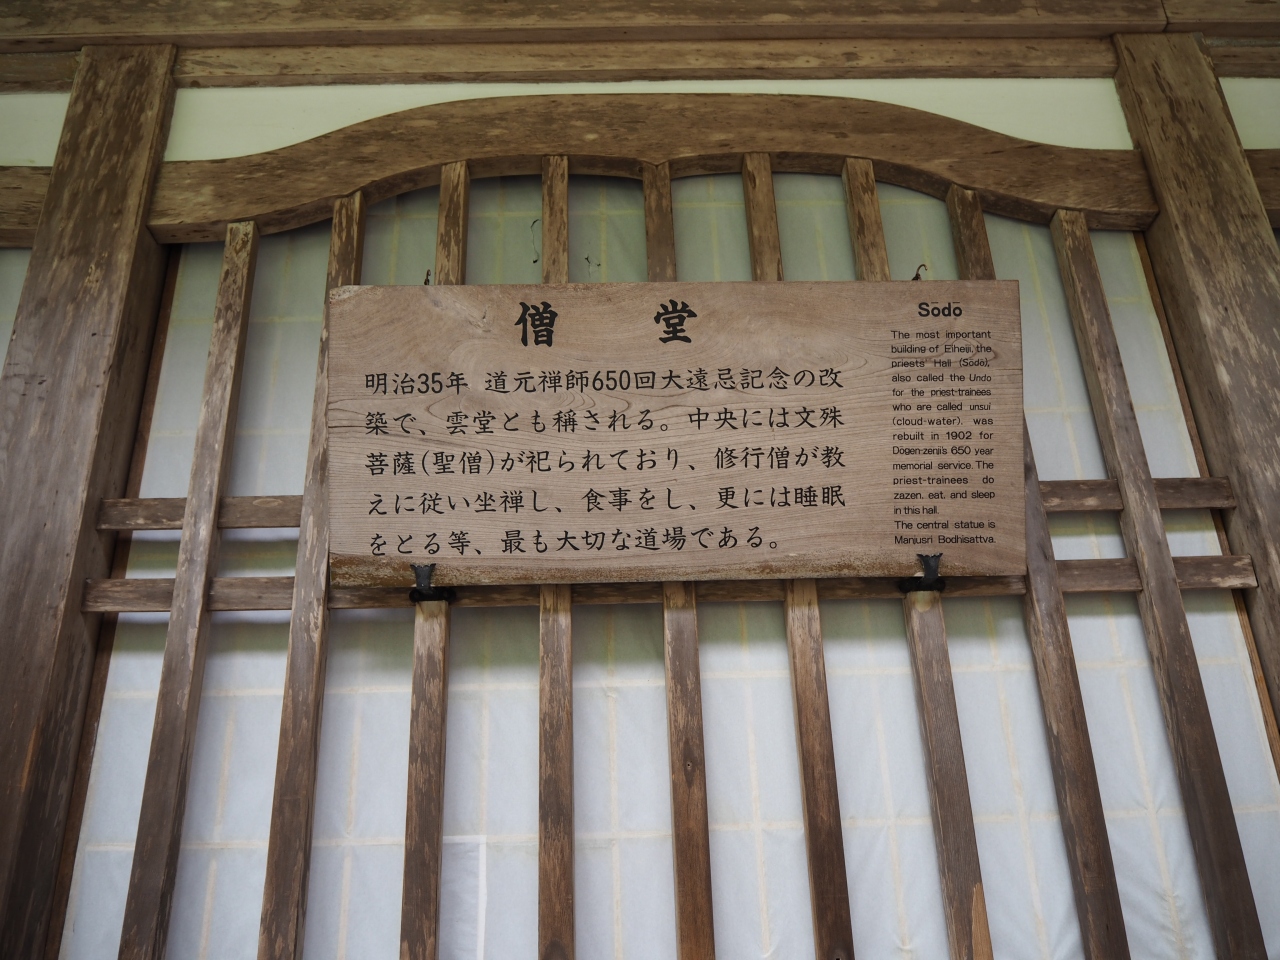 僧 堂
明治35年 道元禅師650回大遠忌記念の改
築で、雲堂とも稱される。中央には文殊
菩薩(聖僧)が祀られており、修行僧が教
えに従い坐禅し、食事をし、更には睡眠
をとる等、最も大切な道場である。
Sōdō
The most important
building of Eiheiji, the
priests' Hall (Sōdō),
also called the Undo
for the priest-trainees
who are called unsui
(cloud-water). was
rebuilt in 1902 for
Dōgen-zenji's 650 year
memorial service. The
priest-trainees do
zazen, eat, and sleep
in this hall.
The central statue is
Manjusri Bodhisattva.